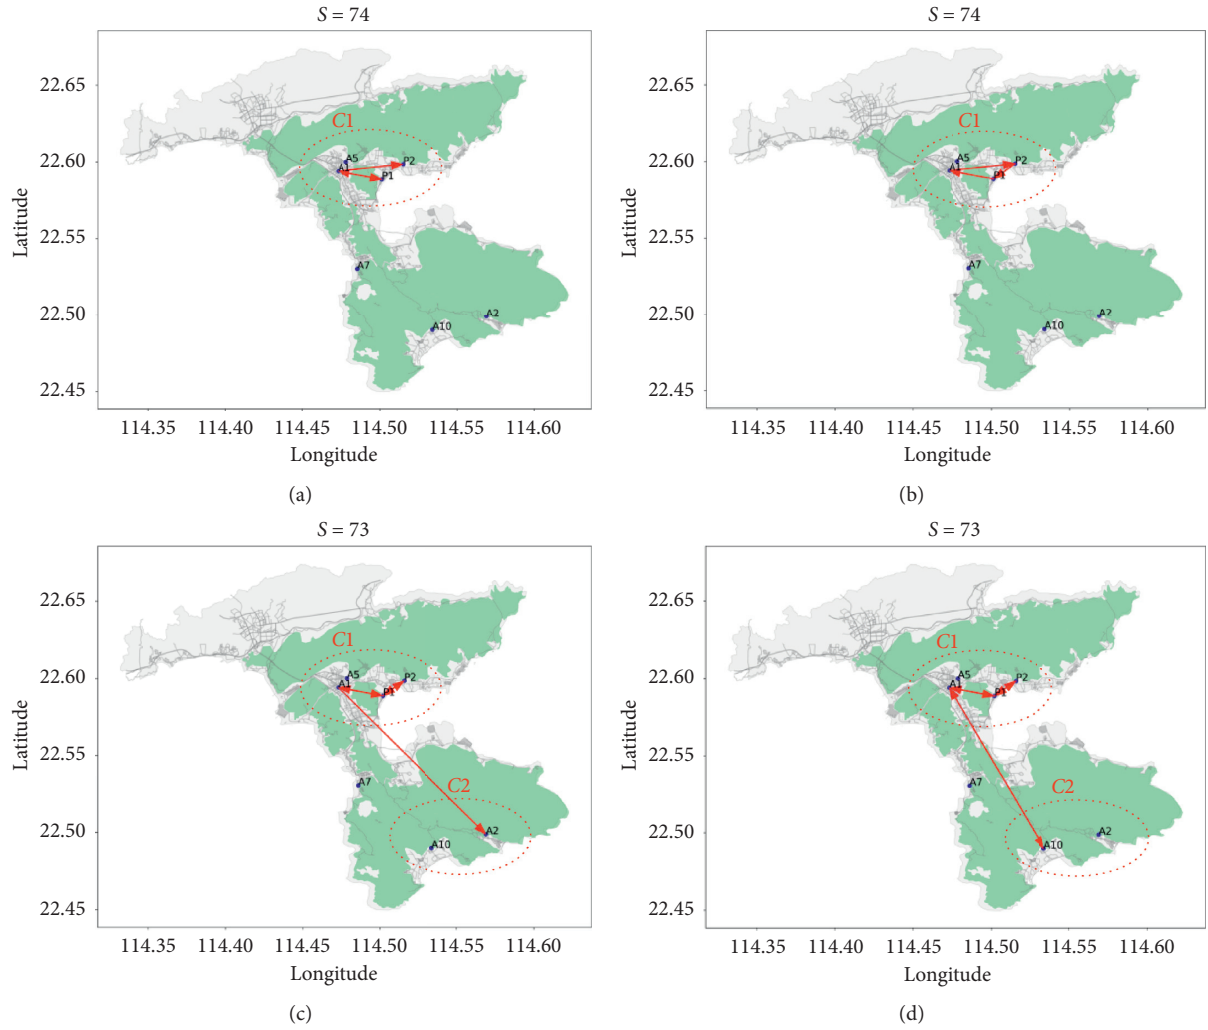 S = 74
Latitude
22.65
22.60
22.55
22.50
22.45
C1
A5
A1
P2
P1
A7
A10
A2
114.35 114.40 114.45 114.50 114.55 114.60
Longitude
(a)
S = 74
Latitude
22.65
22.60
22.55
22.50
22.45
C1
A5
A1
P2
P1
A7
A10
A2
114.35 114.40 114.45 114.50 114.55 114.60
Longitude
(b)
S = 73
Latitude
22.65
22.60
22.55
22.50
22.45
C1
A5
A1
P2
P1
C2
A7
A2
A10
114.35 114.40 114.45 114.50 114.55 114.60
Longitude
(c)
S = 73
Latitude
22.65
22.60
22.55
22.50
22.45
C1
A5
A1
P2
P1
C2
A7
A2
A10
114.35 114.40 114.45 114.50 114.55 114.60
Longitude
(d)